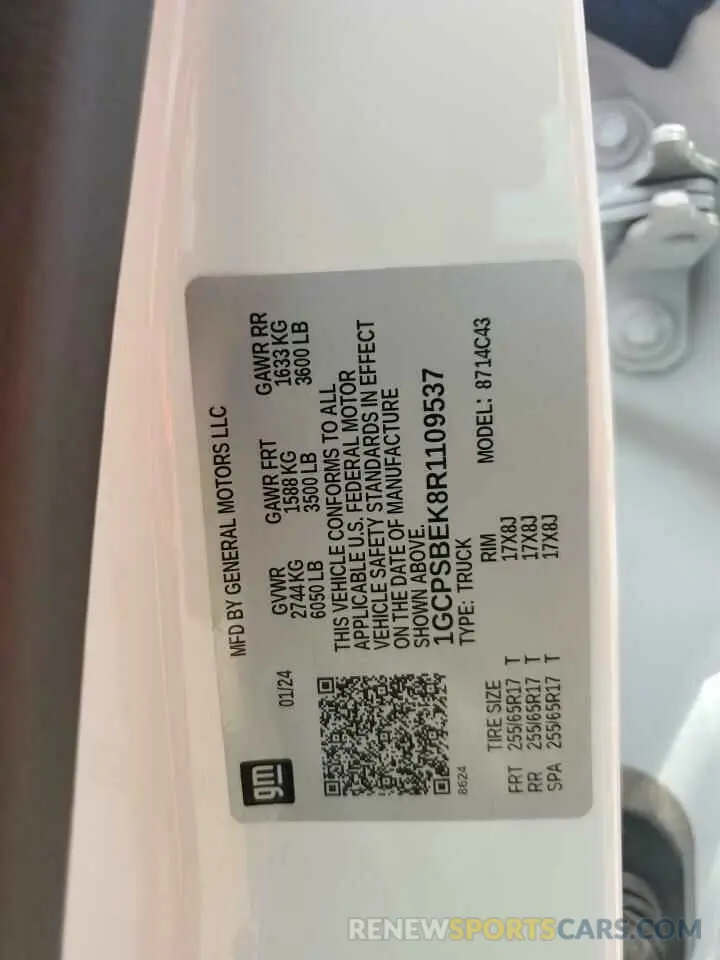 gm
MFD BY GENERAL MOTORS LLC
01/24
GVWR GAWR FRT GAWR RR
2744 KG 1588 KG 1633 KG
6050 LB 3500 LB 3600 LB
THIS VEHICLE CONFORMS TO ALL
APPLICABLE U.S. FEDERAL MOTOR
VEHICLE SAFETY STANDARDS IN EFFECT
ON THE DATE OF MANUFACTURE
SHOWN ABOVE.
1GCPSBEK8R1109537
8624
TYPE: TRUCK MODEL: 8714C43
TIRE SIZE RIM
FRT 255/65R17 T 17X8J
RR 255/65R17 T 17X8J
SPA 255/65R17 T 17X8J
RENEWSPORTSCARS.COM